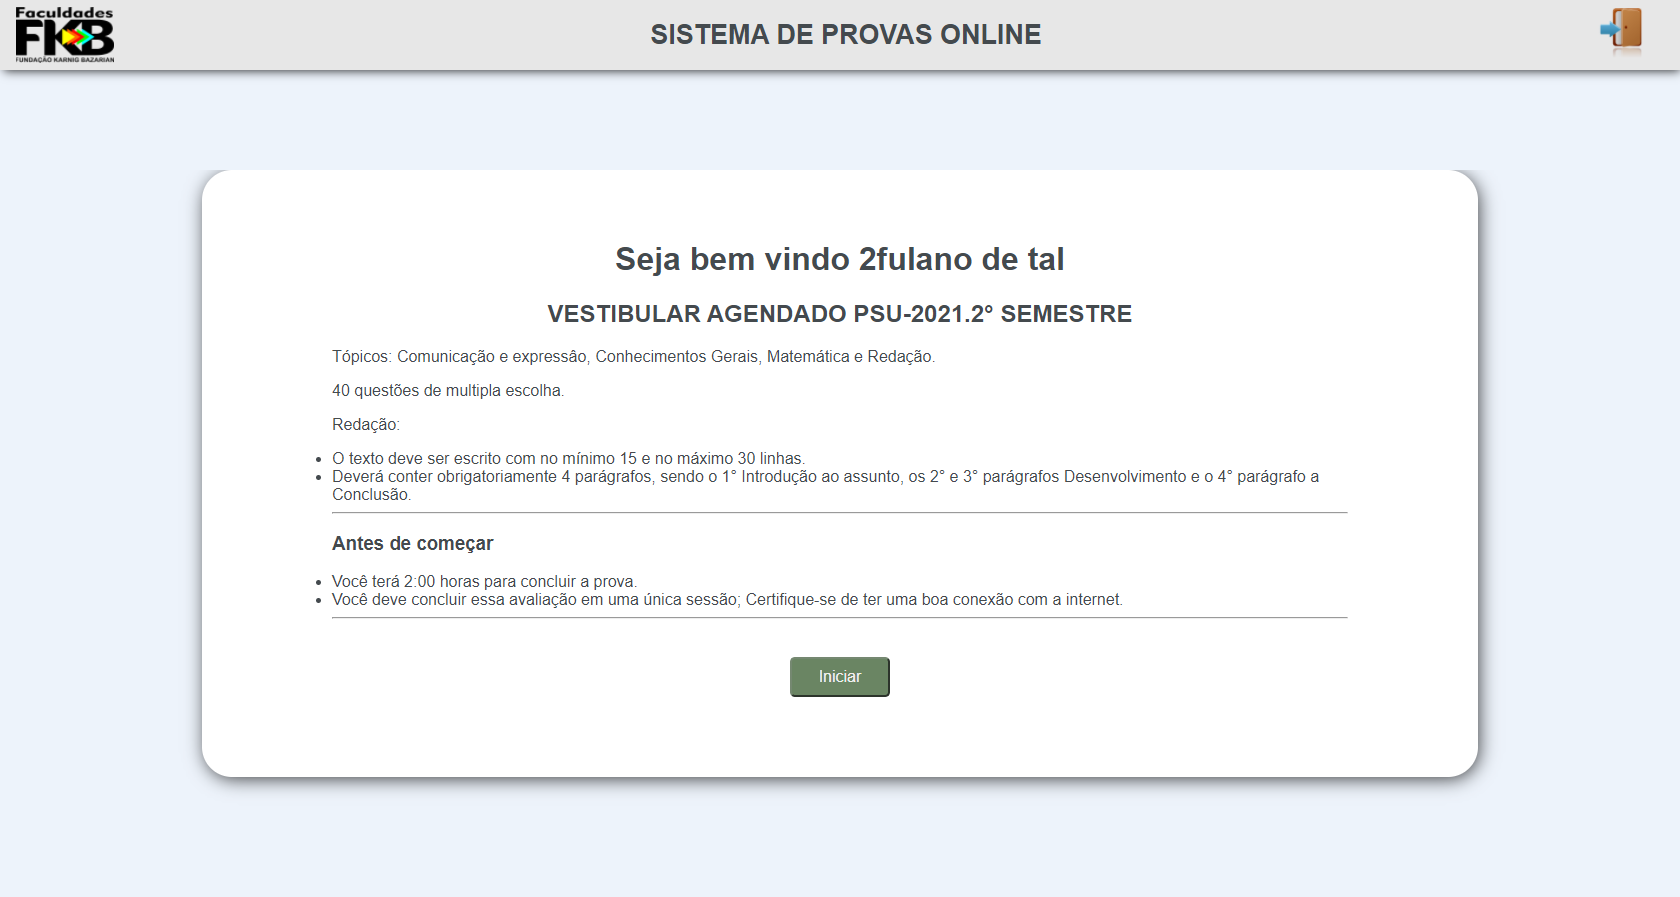 Faculdades
FKB
FUNDAÇÃO KARNIG BAZARIAN
SISTEMA DE PROVAS ONLINE
Seja bem vindo 2fulano de tal
VESTIBULAR AGENDADO PSU-2021.2° SEMESTRE
Tópicos: Comunicação e expressâo, Conhecimentos Gerais, Matemática e Redação.
40 questões de multipla escolha.
Redação:
O texto deve ser escrito com no mínimo 15 e no máximo 30 linhas.
Deverá conter obrigatoriamente 4 parágrafos, sendo o 1° Introdução ao assunto, os 2° e 3° parágrafos Desenvolvimento e o 4° parágrafo a
Conclusão.
Antes de começar
Você terá 2:00 horas para concluir a prova.
Você deve concluir essa avaliação em uma única sessão; Certifique-se de ter uma boa conexão com a internet.
Iniciar